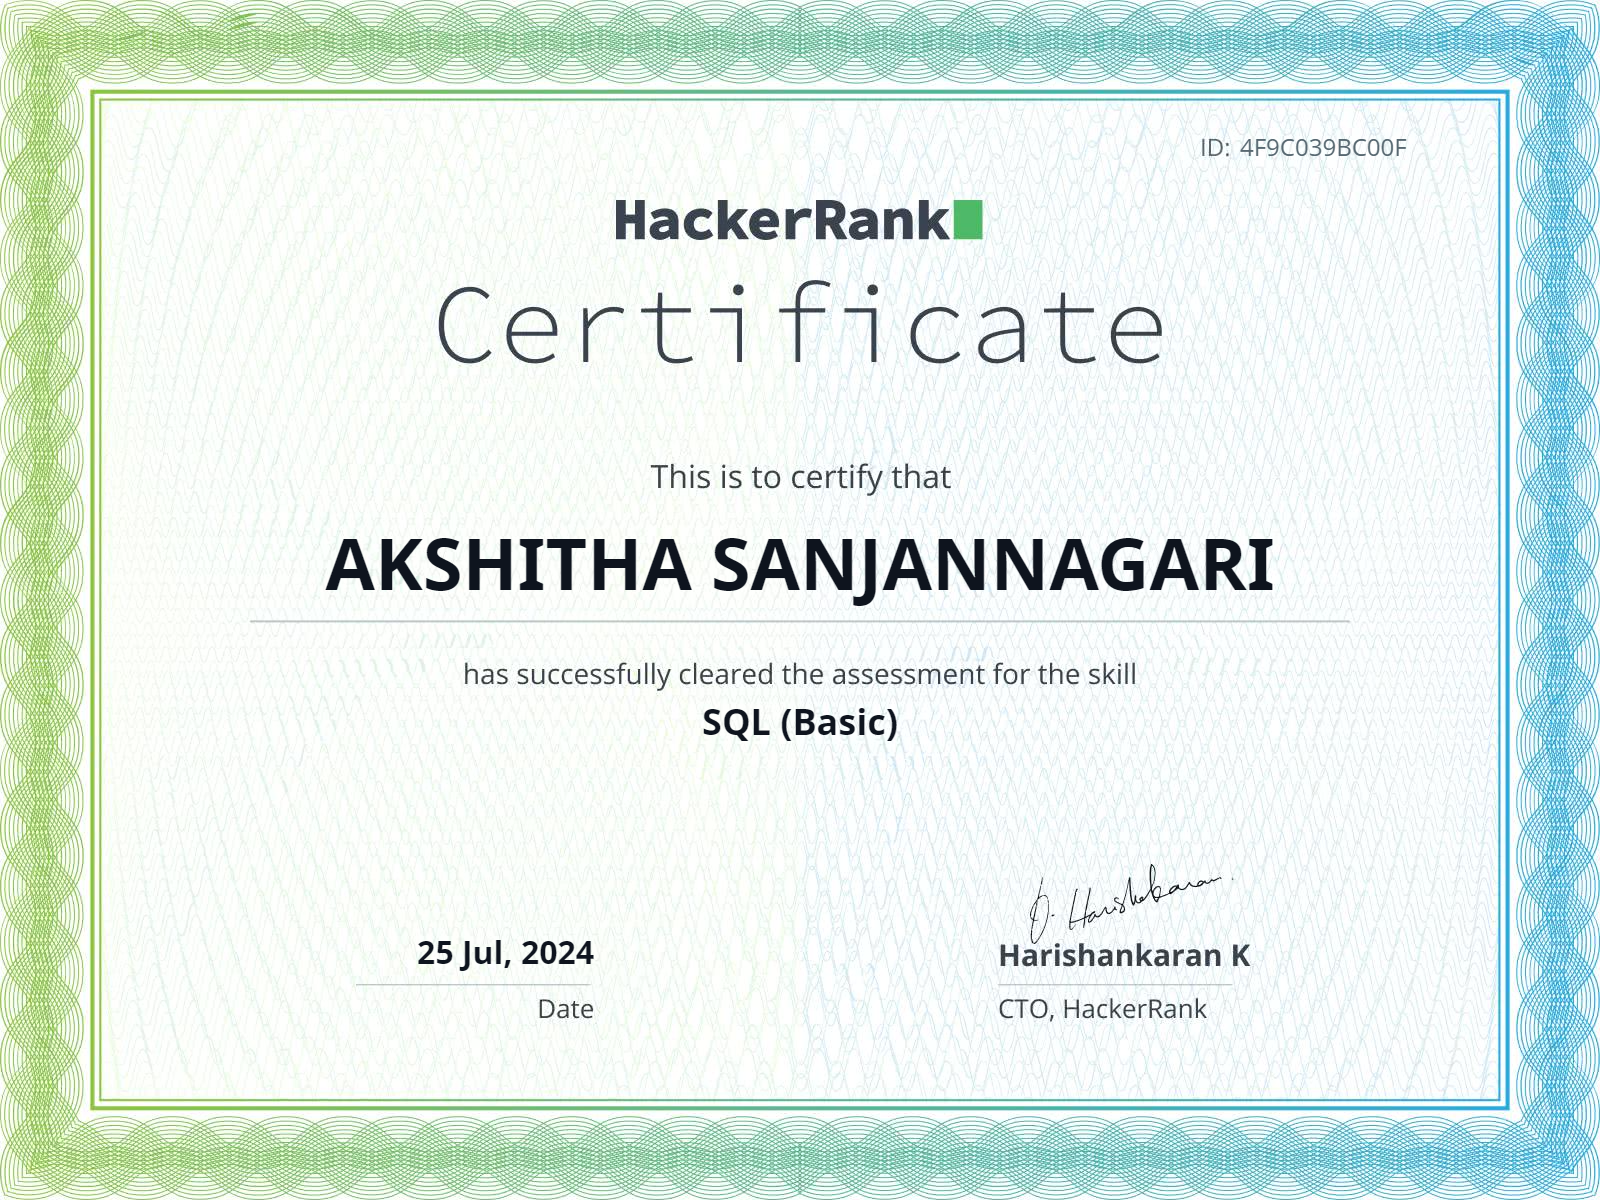 ID: 4F9C039BC00F
HackerRank
Certificate
This is to certify that
AKSHITHA SANJANNAGARI
has successfully cleared the assessment for the skill
SQL (Basic)
25 Jul, 2024
Date
Harishankaran
Harishankaran K
CTO, HackerRank